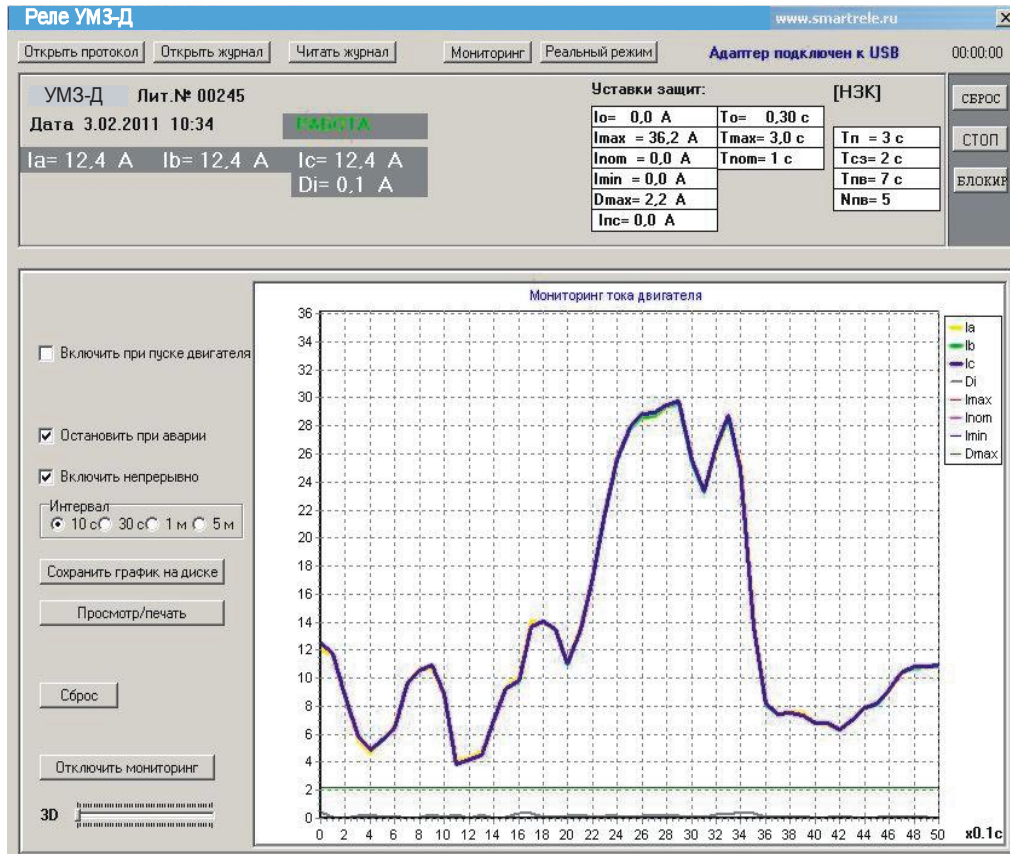 Реле УМЗ-Д www.smartrele.ru
Открыть протокол Открыть журнал Читать журнал Мониторинг Реальный режим Адаптер подключен к USB 00:00:00
УМЗ-Д Лит.№ 00245
Дата 3.02.2011 10:34 РАБОТА
Ia= 12,4 A Ib= 12,4 A Ic= 12,4 A
Di= 0,1 A
Уставки защит: [НЗК]
Io= 0,0 A To= 0,30 c
Imax = 36,2 A Tmax= 3,0 c Тп = 3 с
Inom = 0,0 A Tnom= 1 c Тсз= 2 с
Imin = 0,0 A Тпв= 7 с
Dmax= 2,2 A Nпв= 5
Iпс= 0,0 A
СБРОС
СТОП
БЛОКИР
Включить при пуске двигателя
Остановить при аварии
Включить непрерывно
Интервал
10 с 30 с 1 м 5 м
Сохранить график на диске
Просмотр/печать
Сброс
Отключить мониторинг
3D
Мониторинг тока двигателя
36
34
32
30
28
26
24
22
20
18
16
14
12
10
8
6
4
2
0
0 2 4 6 8 10 12 14 16 18 20 22 24 26 28 30 32 34 36 38 40 42 44 46 48 50 x0.1c
Ia
Ib
Ic
Di
Imax
Inom
Imin
Dmax